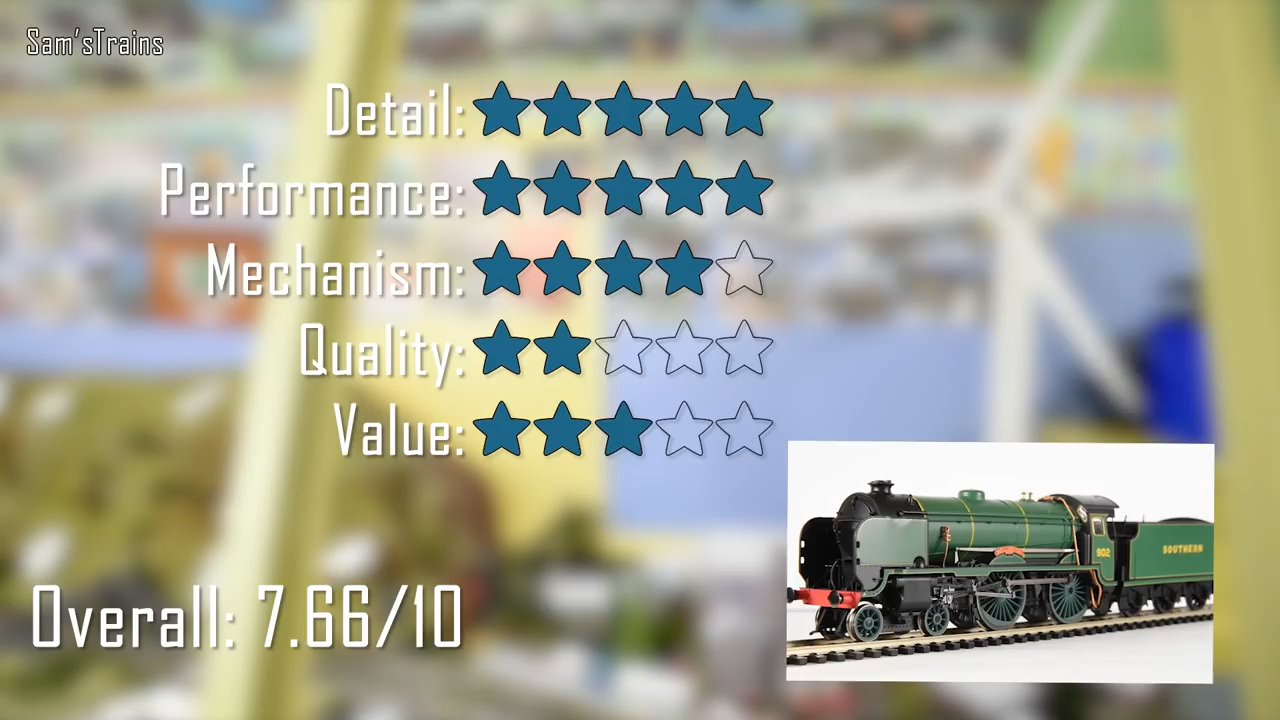 Sam'sTrains
Detail:
Performance:
Mechanism:
Quality:
Value:
Overall: 7.66/10
902
SOUTHERN